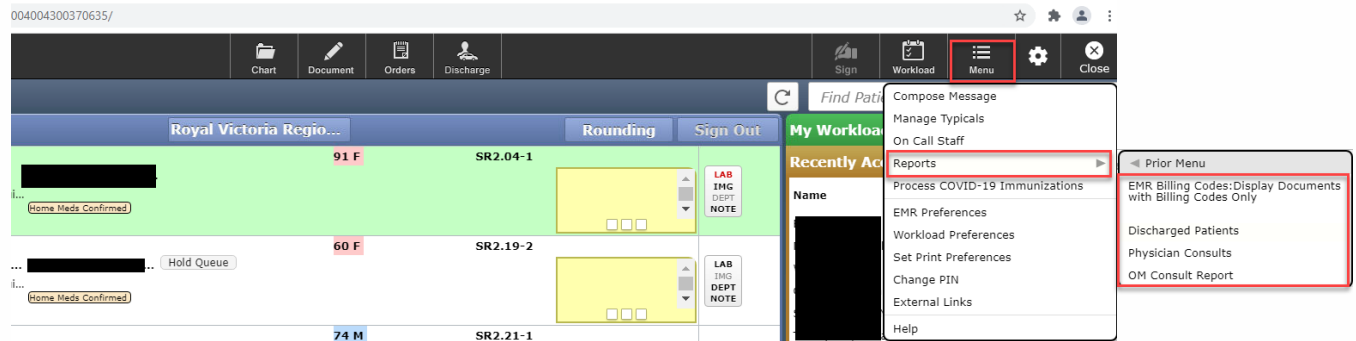 004004300370635/
Chart
Document
Orders
Discharge
Sign
Workload
Menu
Close
Find Pati
Royal Victoria Regio...
Rounding
Sign Out
My Workloa
Recently Ac
Name
91 F
SR2.04-1
i...
Home Meds Confirmed
LAB
IMG
DEPT
NOTE
60 F
SR2.19-2
...
... Hold Queue
i...
Home Meds Confirmed
LAB
IMG
DEPT
NOTE
74 M
SR2.21-1
Compose Message
Manage Typicals
On Call Staff
Reports
Process COVID-19 Immunizations
EMR Preferences
Workload Preferences
Set Print Preferences
Change PIN
External Links
Help
Prior Menu
EMR Billing Codes:Display Documents
with Billing Codes Only
Discharged Patients
Physician Consults
OM Consult Report